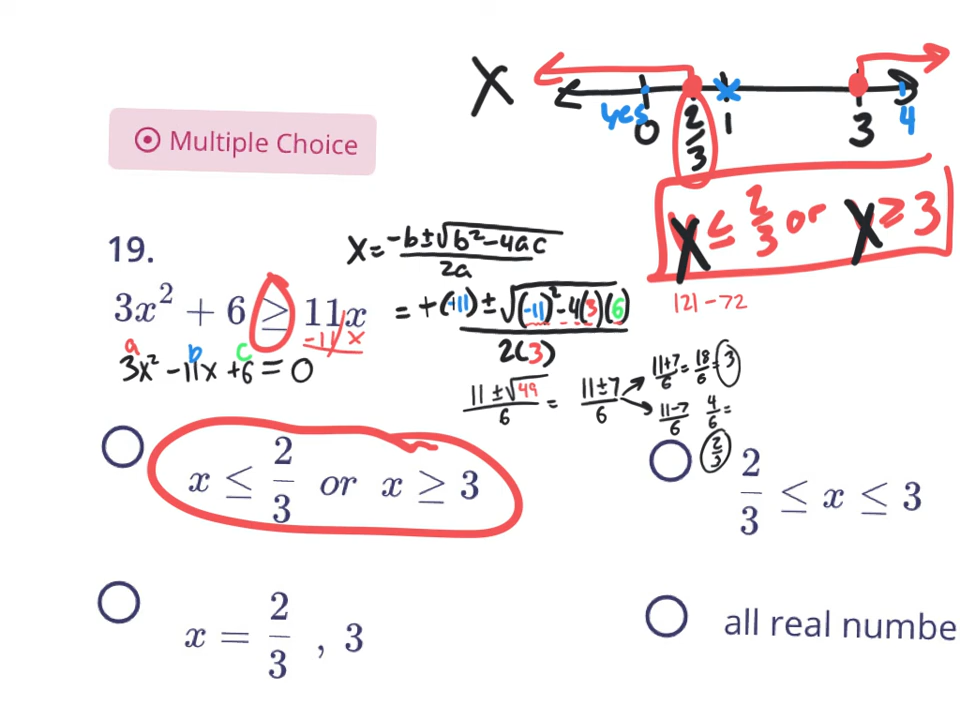 X
yes 0 2/3 1 3 4
Multiple Choice
x ≤ 2/3 or x ≥ 3
19.
x = (-b ± √(b² - 4ac)) / 2a
3x² + 6 ≥ 11x
-11x
= +(+11) ± √((-11)² - 4(3)(6)) / 2(3)
121 - 72
a b c
3x² - 11x + 6 = 0
(11 ± √49) / 6 = (11 ± 7) / 6
(11+7)/6 = 18/6 = 3
(11-7)/6 4/6 = 2/3
x ≤ 2/3 or x ≥ 3
2/3 ≤ x ≤ 3
x = 2/3 , 3
all real numbe